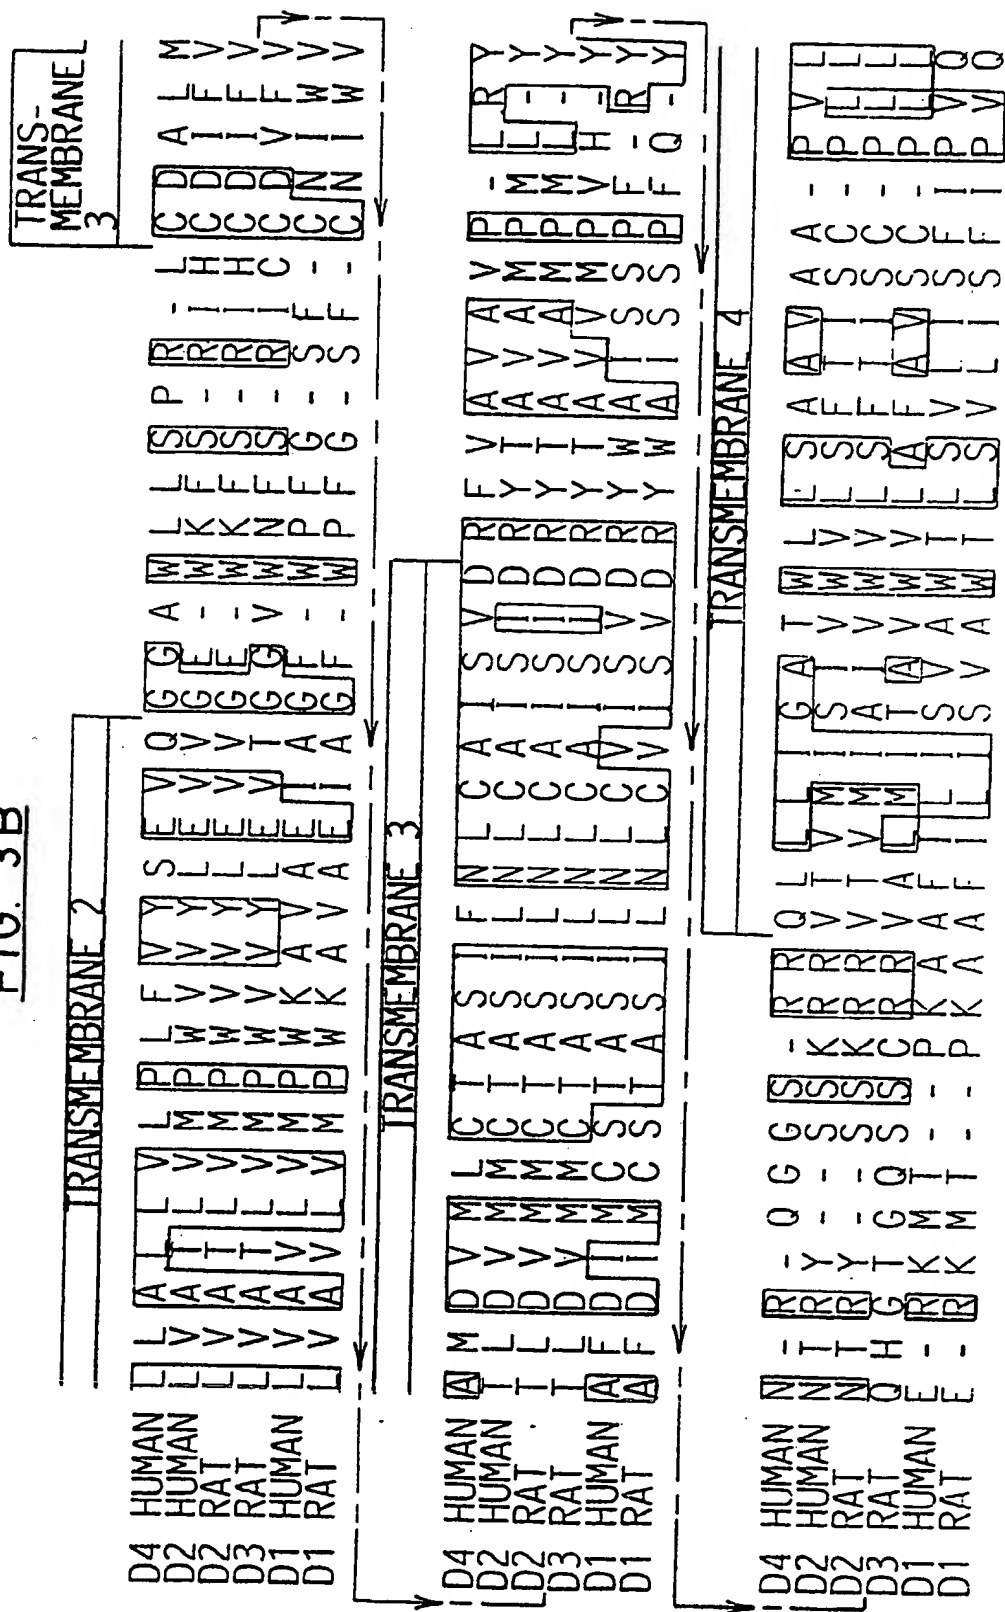 FIG. 3B
TRANSMEMBRANE 2
TRANS-
MEMBRANE
3
D4 HUMAN L L A L L V L P L F V Y S E V Q G G A W L L S P R - L C D A L M
D2 HUMAN L V A T L V M P W V V Y L E V V G E - W K F S - R I H C D I F V
D2 RAT L V A T L V M P W V V Y L E V V G E - W K F S - R I H C D I F V
D3 RAT L V A T L V M P W V V Y L E V T G G V W N F S - R I C C D V F V
D1 HUMAN L V A V L V M P W K A V A E I A G F - W P F G - S F - C N I W V
D1 RAT L V A V L V M P W K A V A E I A G F - W P F G - S F - C N I W V
TRANSMEMBRANE 3
D4 HUMAN A M D V M L C T A S I F N L C A I S V D R F V A V A V P - L R Y
D2 HUMAN T L D V M M C T A S I L N L C A I S I D R Y T A V A M P M L - Y
D2 RAT T L D V M M C T A S I L N L C A I S I D R Y T A V A M P M L - Y
D3 RAT T L D V M M C T A S I L N L C A I S I D R Y T A V V M P V H - Y
D1 HUMAN A F D I M C S T A S I L N L C V I S V D R Y W A I S S P F - R Y
D1 RAT A F D I M C S T A S I L N L C V I S V D R Y W A I S S P F Q - Y
TRANSMEMBRANE 4
D4 HUMAN N - R - Q G G S - R R Q L L L I G A T W L L S A A V A A - P V L
D2 HUMAN N T R Y - - S S K R R V T V M I S I V W V L S F T I S C - P L L
D2 RAT N T R Y - - S S K R R V T V M I A I V W V L S F T I S C - P L L
D3 RAT Q H G T G Q S S C R R V A L M I T A V W V L A F A V S C - P L L
D1 HUMAN E - R K M T - - P K A A F I L I S V A W T L S V L I S F I P V Q
D1 RAT E - R K M T - - P K A A F I L I S V A W T L S V L I S F I P V Q